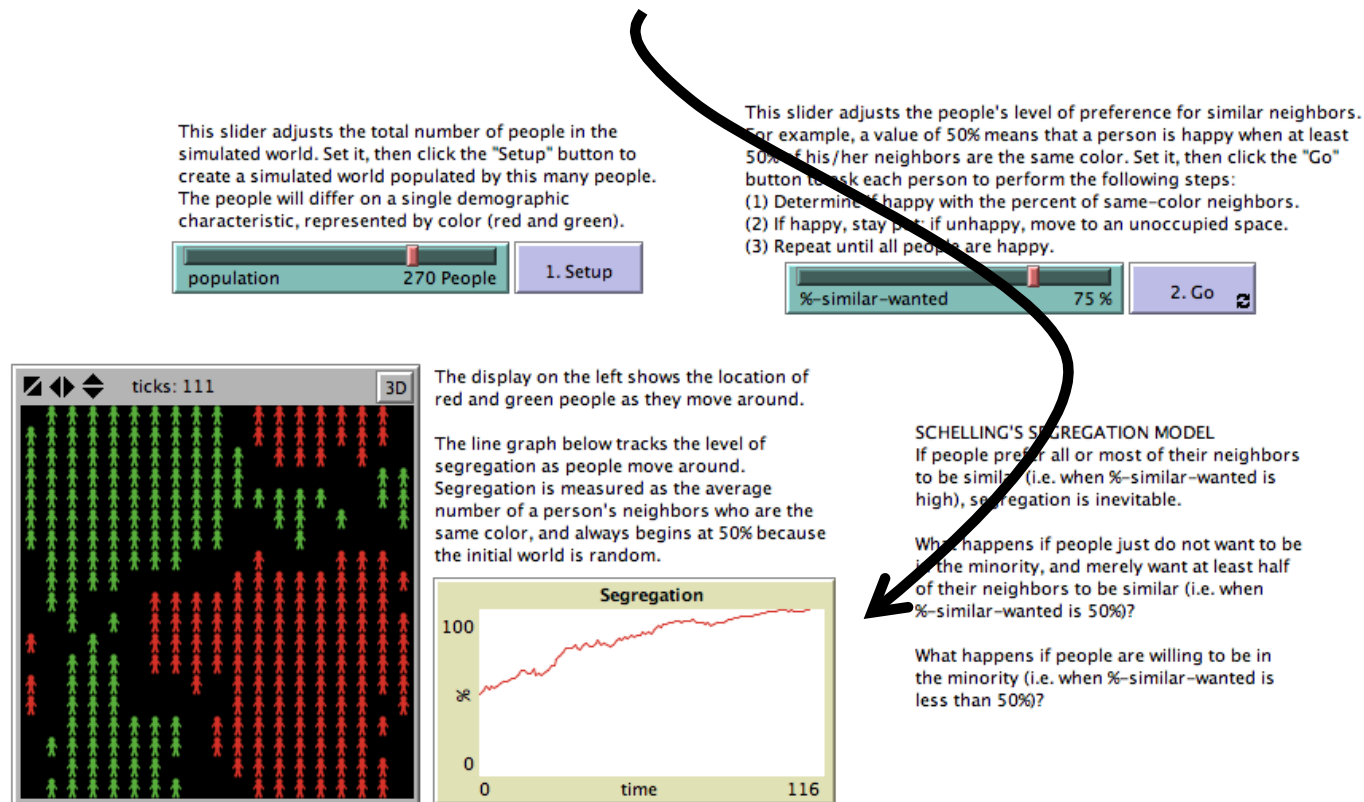 This slider adjusts the total number of people in the
simulated world. Set it, then click the "Setup" button to
create a simulated world populated by this many people.
The people will differ on a single demographic
characteristic, represented by color (red and green).
population 270 People
1. Setup
This slider adjusts the people's level of preference for similar neighbors.
For example, a value of 50% means that a person is happy when at least
50% of his/her neighbors are the same color. Set it, then click the "Go"
button to ask each person to perform the following steps:
(1) Determine if happy with the percent of same-color neighbors.
(2) If happy, stay put; if unhappy, move to an unoccupied space.
(3) Repeat until all people are happy.
%-similar-wanted 75 %
2. Go
ticks: 111
3D
The display on the left shows the location of
red and green people as they move around.
The line graph below tracks the level of
segregation as people move around.
Segregation is measured as the average
number of a person's neighbors who are the
same color, and always begins at 50% because
the initial world is random.
Segregation
100
%
0
0 time 116
SCHELLING'S SEGREGATION MODEL
If people prefer all or most of their neighbors
to be similar (i.e. when %-similar-wanted is
high), segregation is inevitable.
What happens if people just do not want to be
in the minority, and merely want at least half
of their neighbors to be similar (i.e. when
%-similar-wanted is 50%)?
What happens if people are willing to be in
the minority (i.e. when %-similar-wanted is
less than 50%)?